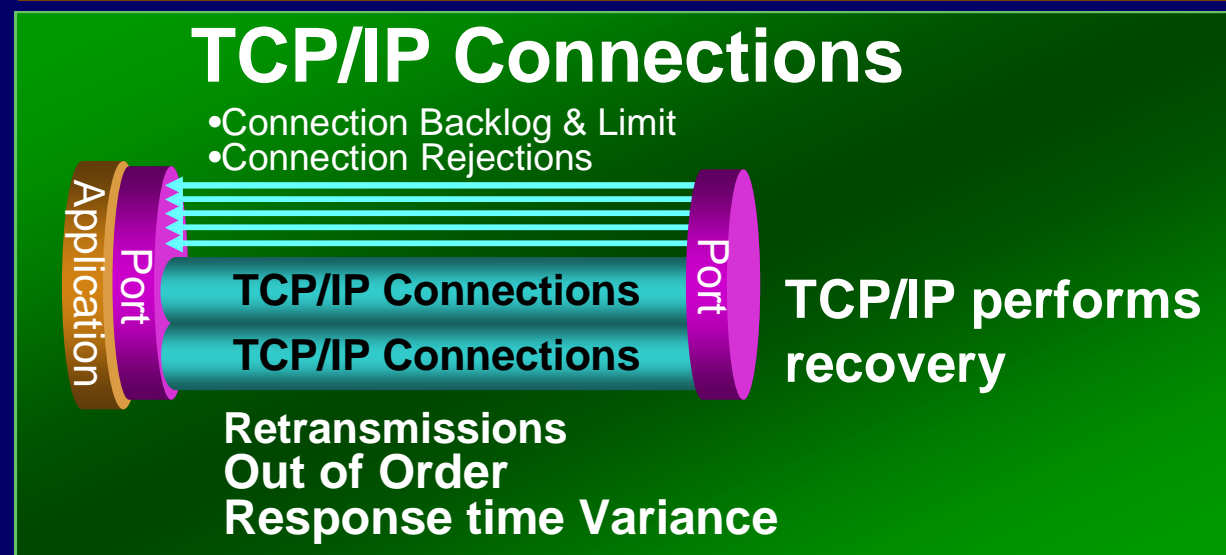 TCP/IP Connections
•Connection Backlog & Limit
•Connection Rejections
Application
Port
Port
TCP/IP Connections
TCP/IP Connections
TCP/IP performs
recovery
Retransmissions
Out of Order
Response time Variance